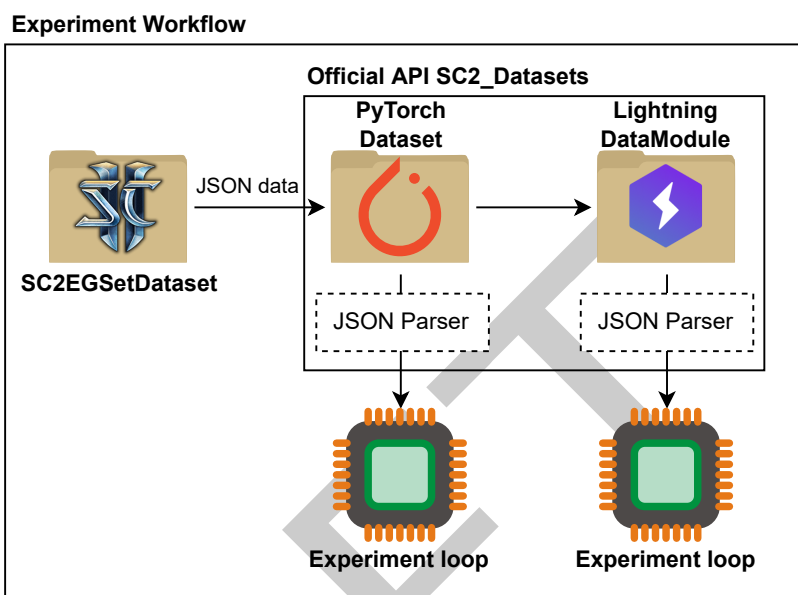 Experiment Workflow
Official API SC2_Datasets
PyTorch
Dataset
Lightning
DataModule
JSON data
SC
SC2EGSetDataset
JSON Parser
JSON Parser
Experiment loop
Experiment loop